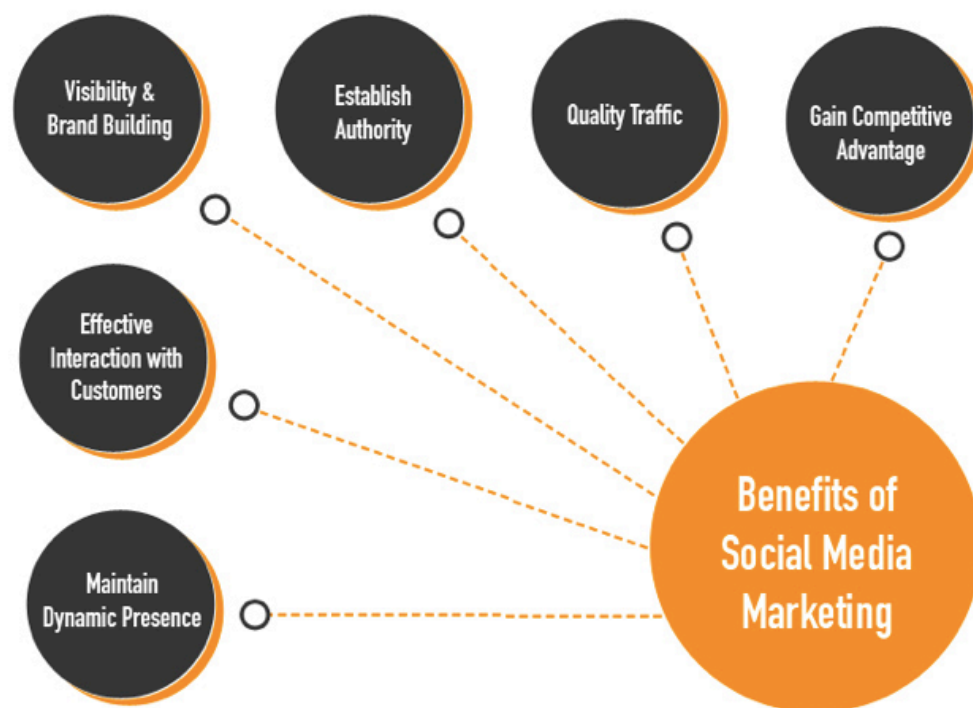 Visibility &
Brand Building
Establish
Authority
Quality Traffic
Gain Competitive
Advantage
Effective
Interaction with
Customers
Maintain
Dynamic Presence
Benefits of
Social Media
Marketing